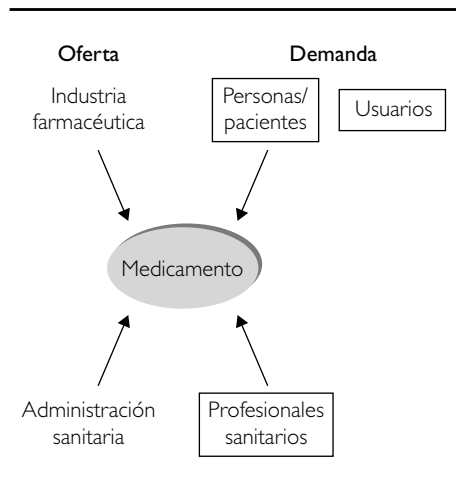 Oferta
Demanda
Industria
farmacéutica
Personas/
pacientes
Usuarios
Medicamento
Administración
sanitaria
Profesionales
sanitarios